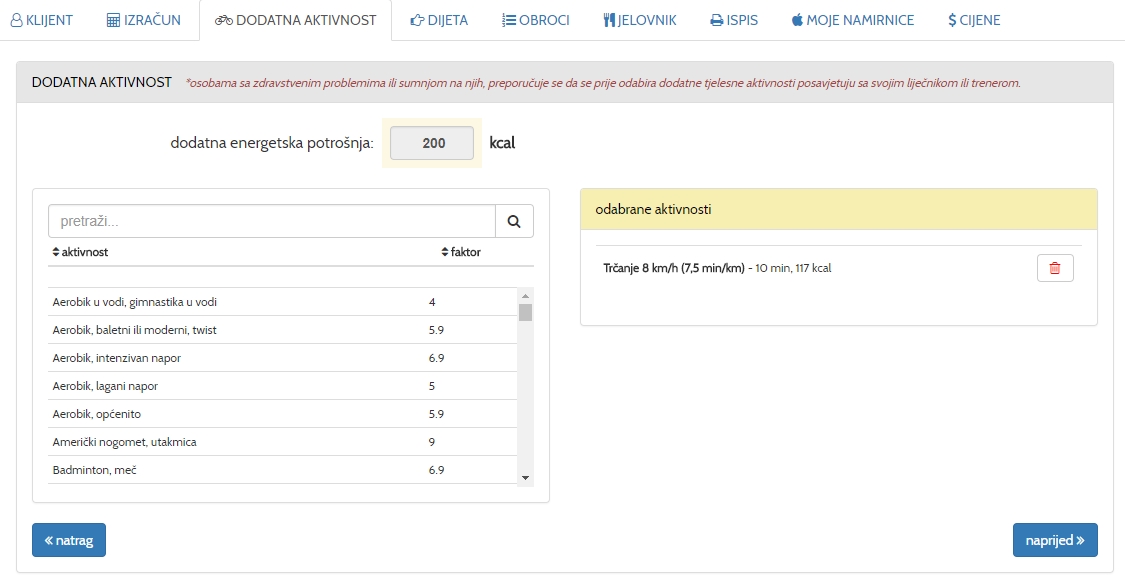 KLIJENT IZRAČUN DODATNA AKTIVNOST DIJETA OBROCI JELOVNIK ISPIS MOJE NAMIRNICE $ CIJENE
DODATNA AKTIVNOST *osobama sa zdravstvenim problemima ili sumnjom na njih, preporučuje se da se prije odabira dodatne tjelesne aktivnosti posavjetuju sa svojim liječnikom ili trenerom.
dodatna energetska potrošnja: 200 kcal
pretraži...
aktivnost faktor
Aerobik u vodi, gimnastika u vodi 4
Aerobik, baletni ili moderni, twist 5.9
Aerobik, intenzivan napor 6.9
Aerobik, lagani napor 5
Aerobik, općenito 5.9
Američki nogomet, utakmica 9
Badminton, meč 6.9
odabrane aktivnosti
Trčanje 8 km/h (7,5 min/km) - 10 min, 117 kcal
« natrag
naprijed »